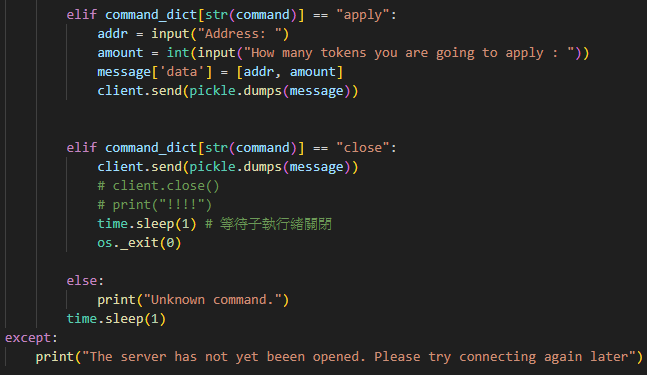 elif command_dict[str(command)] == "apply":
addr = input("Address: ")
amount = int(input("How many tokens you are going to apply : "))
message['data'] = [addr, amount]
client.send(pickle.dumps(message))
elif command_dict[str(command)] == "close":
client.send(pickle.dumps(message))
# client.close()
# print("!!!!")
time.sleep(1) # 等待子執行緒關閉
os._exit(0)
else:
print("Unknown command.")
time.sleep(1)
except:
print("The server has not yet beeen opened. Please try connecting again later")